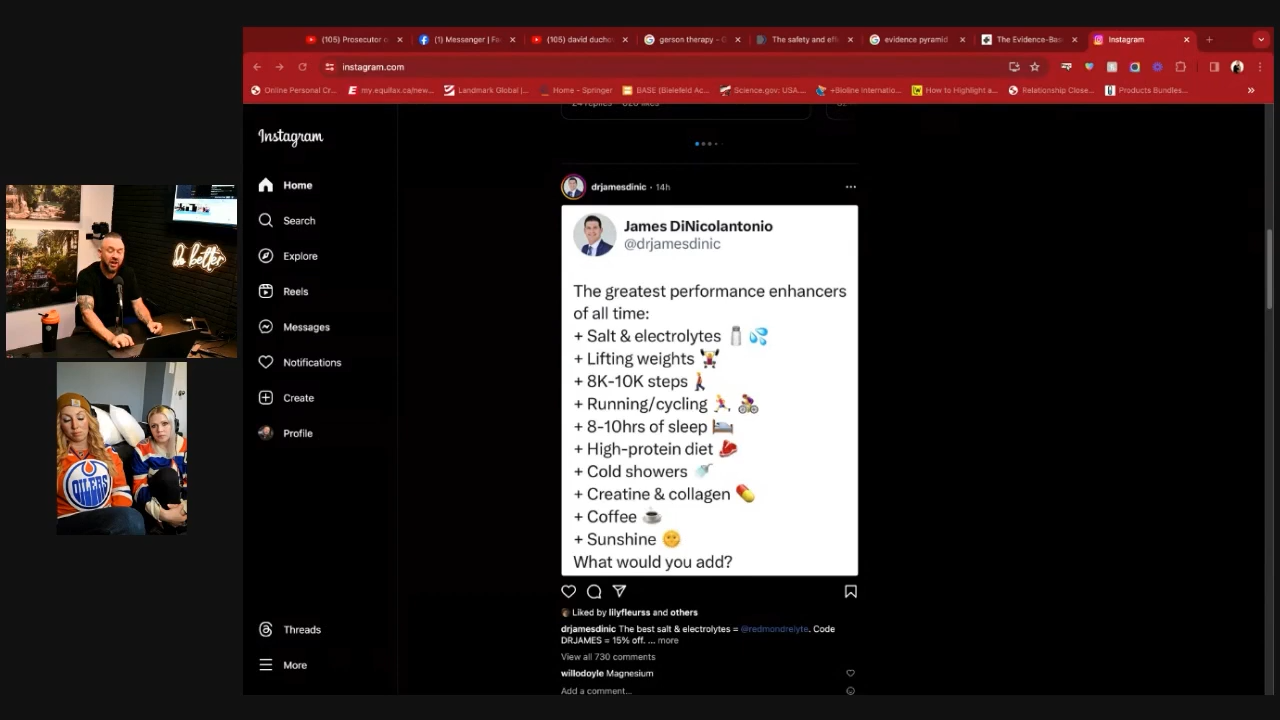 (105) Prosecutor
(1) Messenger | Fa
(105) david ducho
gerson therapy - G
The safety and eff
evidence pyramid
The Evidence-Bas
Instagram
instagram.com
Online Personal Cr...
my.equifax.ca/new...
Landmark Global |...
Home - Springer
BASE (Bielefeld Ac...
Science.gov: USA....
+Bioline Internatio...
How to Highlight a...
Relationship Close...
Products Bundles...
»
Instagram
Home
Search
Explore
Reels
Messages
Notifications
Create
Profile
Threads
More
drjamesdinic • 14h
James DiNicolantonio
@drjamesdinic
The greatest performance enhancers
of all time:
+ Salt & electrolytes 🧂 💦
+ Lifting weights 🏋️
+ 8K-10K steps 🚶
+ Running/cycling 🏃 🚴
+ 8-10hrs of sleep 🛏️
+ High-protein diet 🥩
+ Cold showers 🚿
+ Creatine & collagen 💊
+ Coffee ☕
+ Sunshine 🌞
What would you add?
Liked by lilyfleurss and others
drjamesdinic The best salt & electrolytes = @redmondrelyte. Code
DRJAMES = 15% off. ... more
View all 730 comments
willodoyle Magnesium
Add a comment...
do better
OILERS